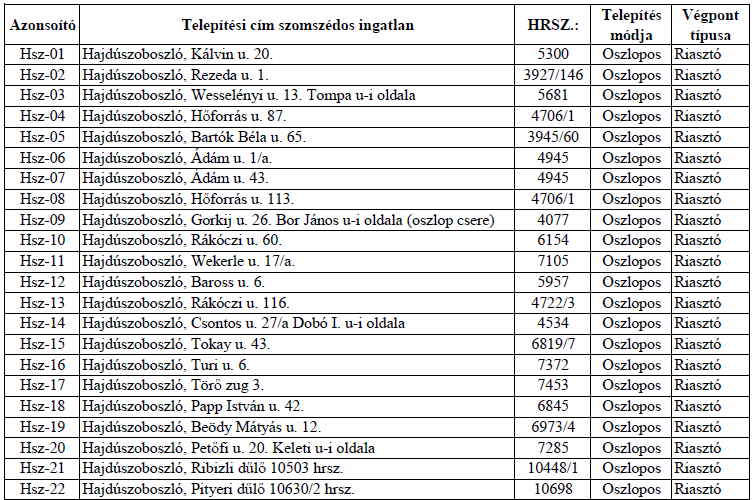 Azonsoító Telepítési cím szomszédos ingatlan HRSZ.: Telepítés módja Végpont típusa
Hsz-01 Hajdúszoboszló, Kálvin u. 20. 5300 Oszlopos Riasztó
Hsz-02 Hajdúszoboszló, Rezeda u. 1. 3927/146 Oszlopos Riasztó
Hsz-03 Hajdúszoboszló, Wesselényi u. 13. Tompa u-i oldala 5681 Oszlopos Riasztó
Hsz-04 Hajdúszoboszló, Hőforrás u. 87. 4706/1 Oszlopos Riasztó
Hsz-05 Hajdúszoboszló, Bartók Béla u. 65. 3945/60 Oszlopos Riasztó
Hsz-06 Hajdúszoboszló, Ádám u. 1/a. 4945 Oszlopos Riasztó
Hsz-07 Hajdúszoboszló, Ádám u. 43. 4945 Oszlopos Riasztó
Hsz-08 Hajdúszoboszló, Hőforrás u. 113. 4706/1 Oszlopos Riasztó
Hsz-09 Hajdúszoboszló, Gorkij u. 26. Bor János u-i oldala (oszlop csere) 4077 Oszlopos Riasztó
Hsz-10 Hajdúszoboszló, Rákóczi u. 60. 6154 Oszlopos Riasztó
Hsz-11 Hajdúszoboszló, Wekerle u. 17/a. 7105 Oszlopos Riasztó
Hsz-12 Hajdúszoboszló, Baross u. 6. 5957 Oszlopos Riasztó
Hsz-13 Hajdúszoboszló, Rákóczi u. 116. 4722/3 Oszlopos Riasztó
Hsz-14 Hajdúszoboszló, Csontos u. 27/a Dobó I. u-i oldala 4534 Oszlopos Riasztó
Hsz-15 Hajdúszoboszló, Tokay u. 43. 6819/7 Oszlopos Riasztó
Hsz-16 Hajdúszoboszló, Turi u. 6. 7372 Oszlopos Riasztó
Hsz-17 Hajdúszoboszló, Törő zug 3. 7453 Oszlopos Riasztó
Hsz-18 Hajdúszoboszló, Papp István u. 42. 6845 Oszlopos Riasztó
Hsz-19 Hajdúszoboszló, Beödy Mátyás u. 12. 6973/4 Oszlopos Riasztó
Hsz-20 Hajdúszoboszló, Petőfi u. 20. Keleti u-i oldala 7285 Oszlopos Riasztó
Hsz-21 Hajdúszoboszló, Ribizli dűlő 10503 hrsz. 10448/1 Oszlopos Riasztó
Hsz-22 Hajdúszoboszló, Pityeri dűlő 10630/2 hrsz. 10698 Oszlopos Riasztó